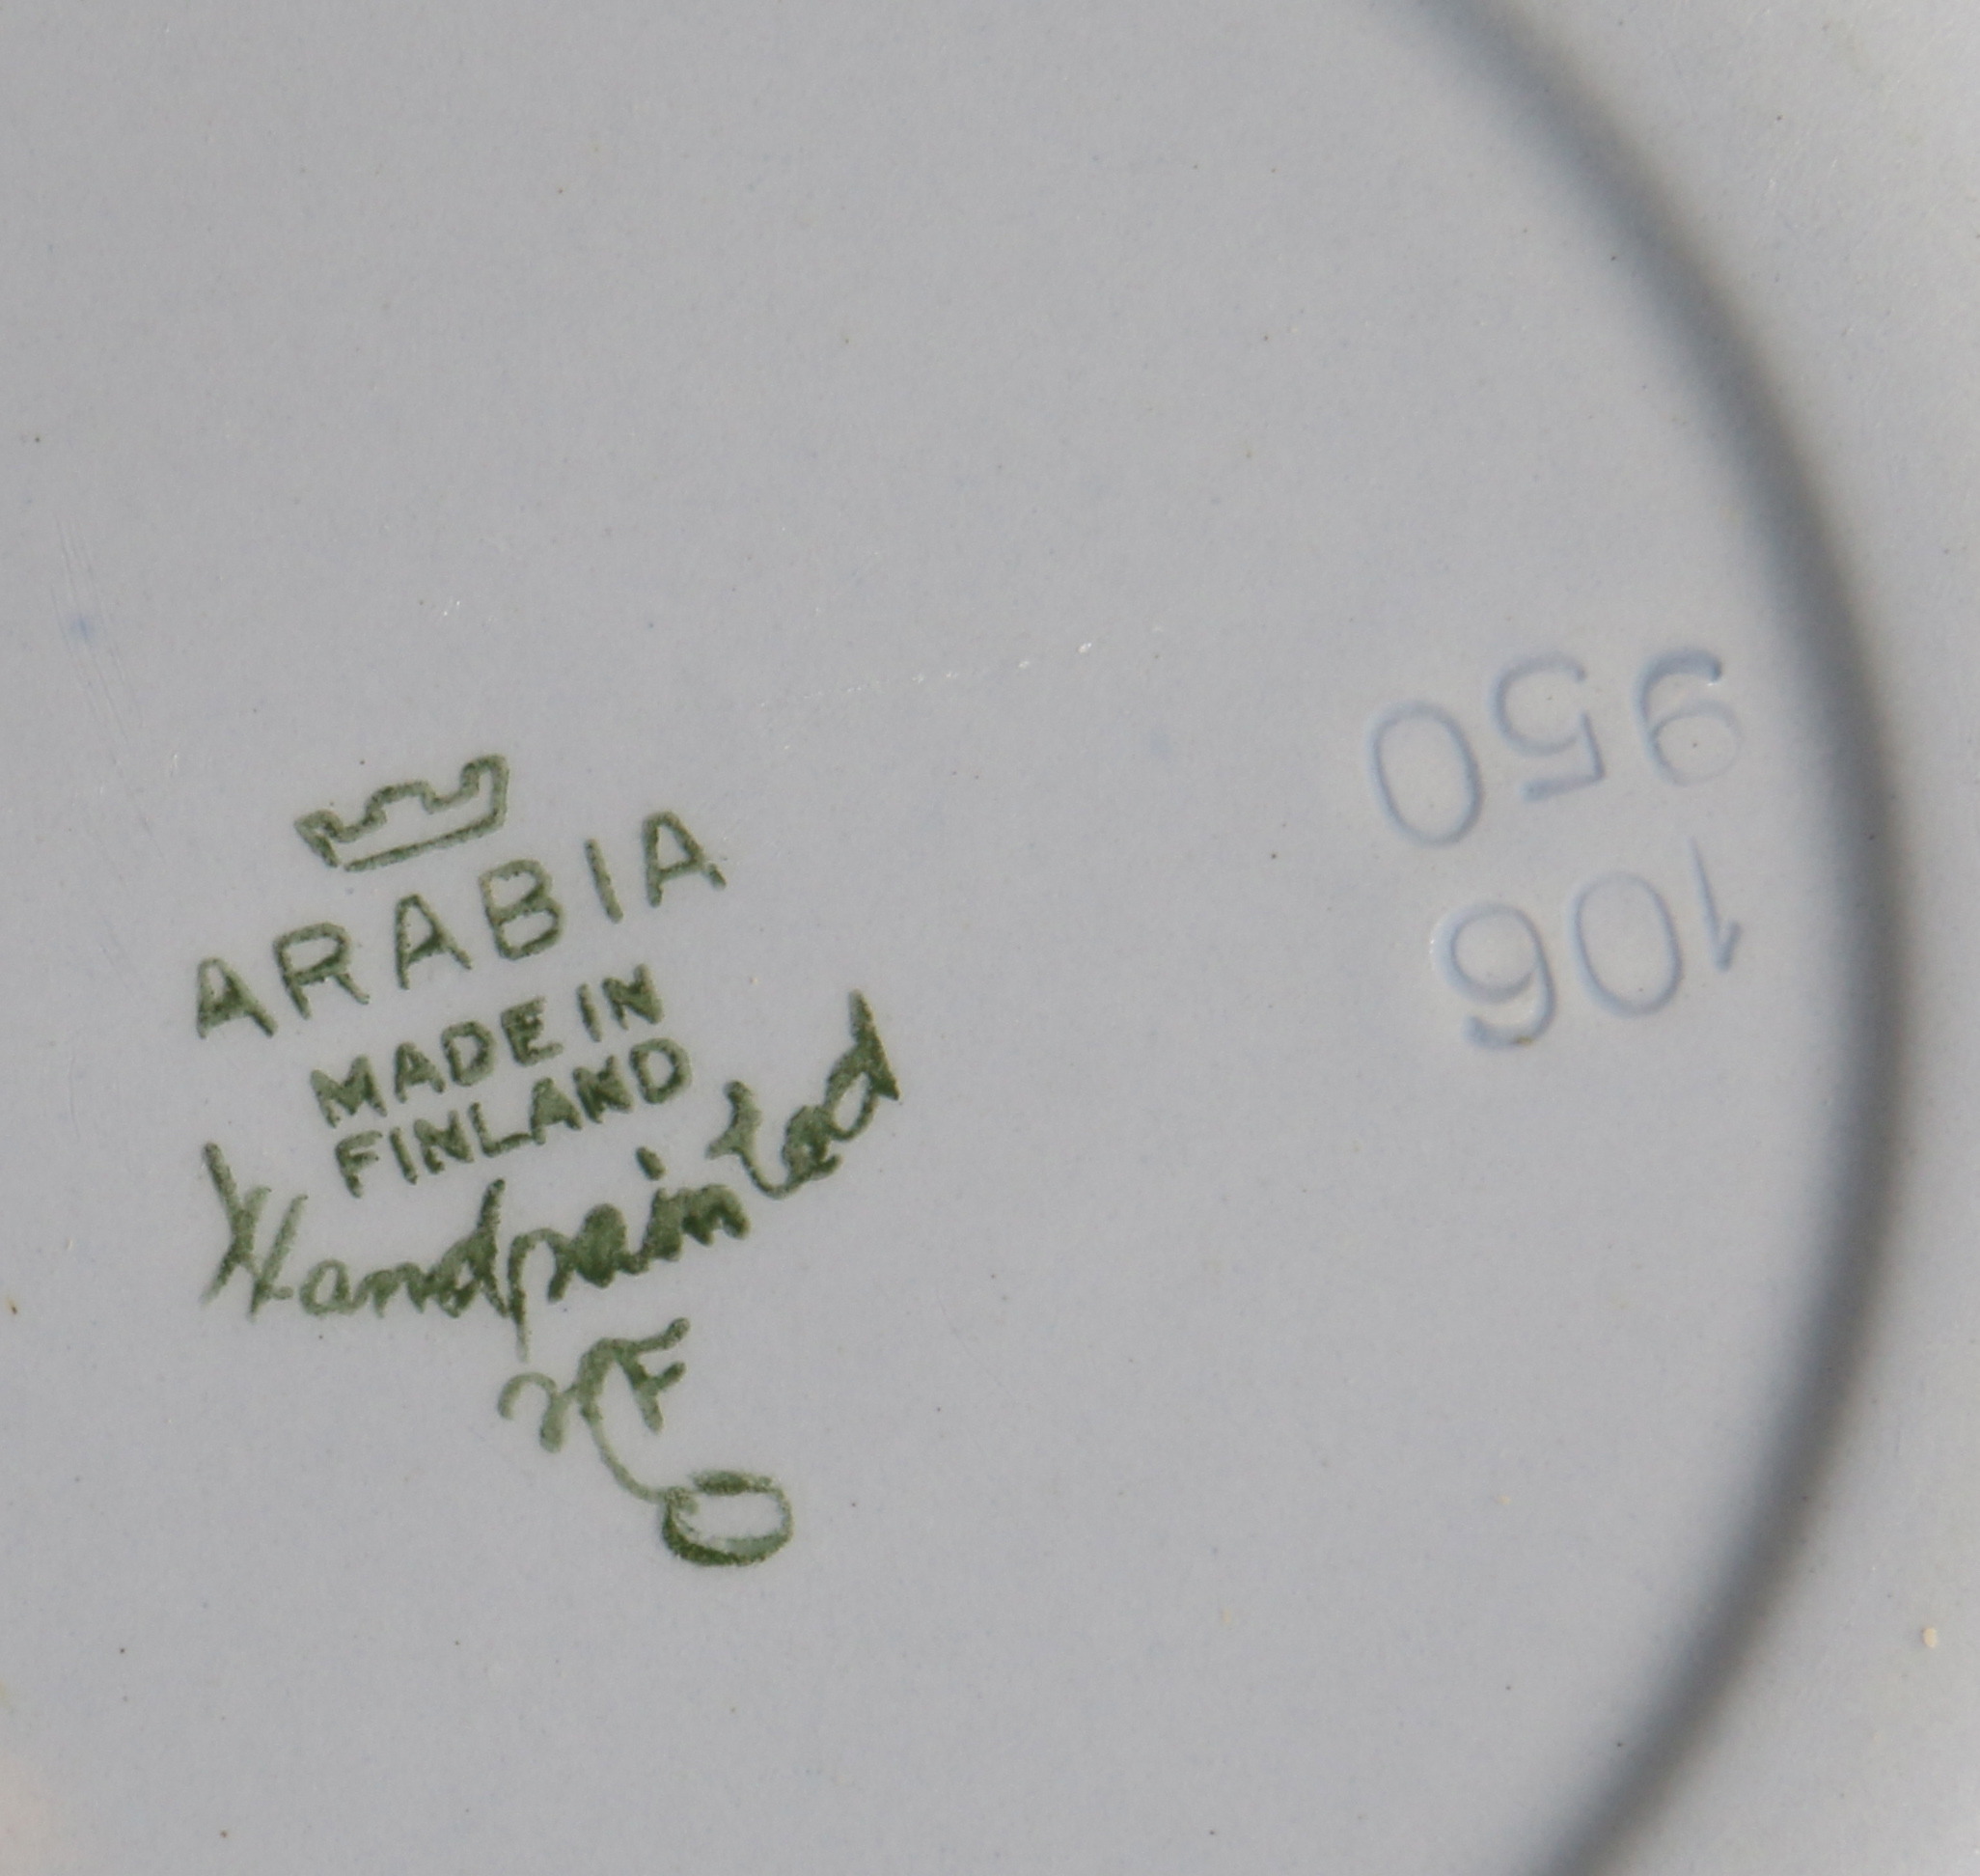 ARABIA
MADE IN
FINLAND
Handpainted
106
950